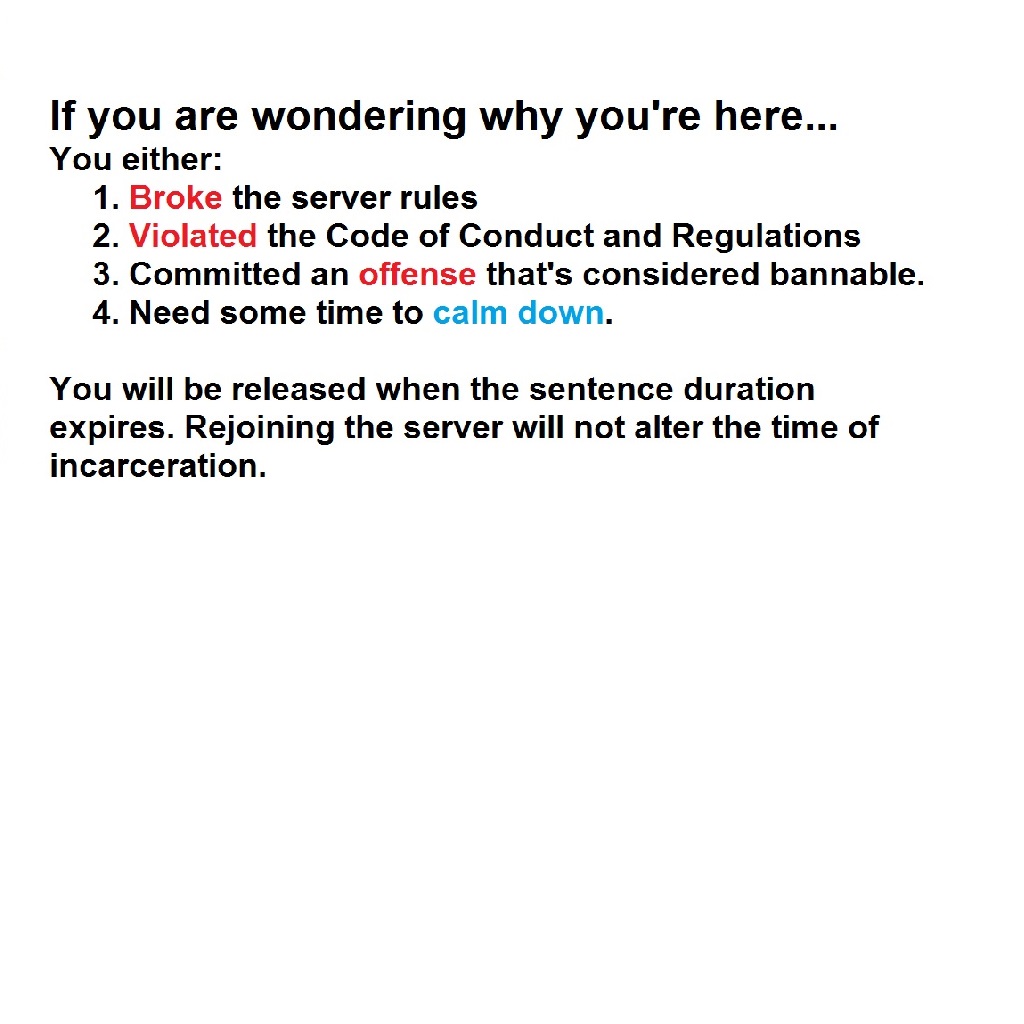 If you are wondering why you're here...
You either:
1. Broke the server rules
2. Violated the Code of Conduct and Regulations
3. Committed an offense that's considered bannable.
4. Need some time to calm down.
You will be released when the sentence duration
expires. Rejoining the server will not alter the time of
incarceration.